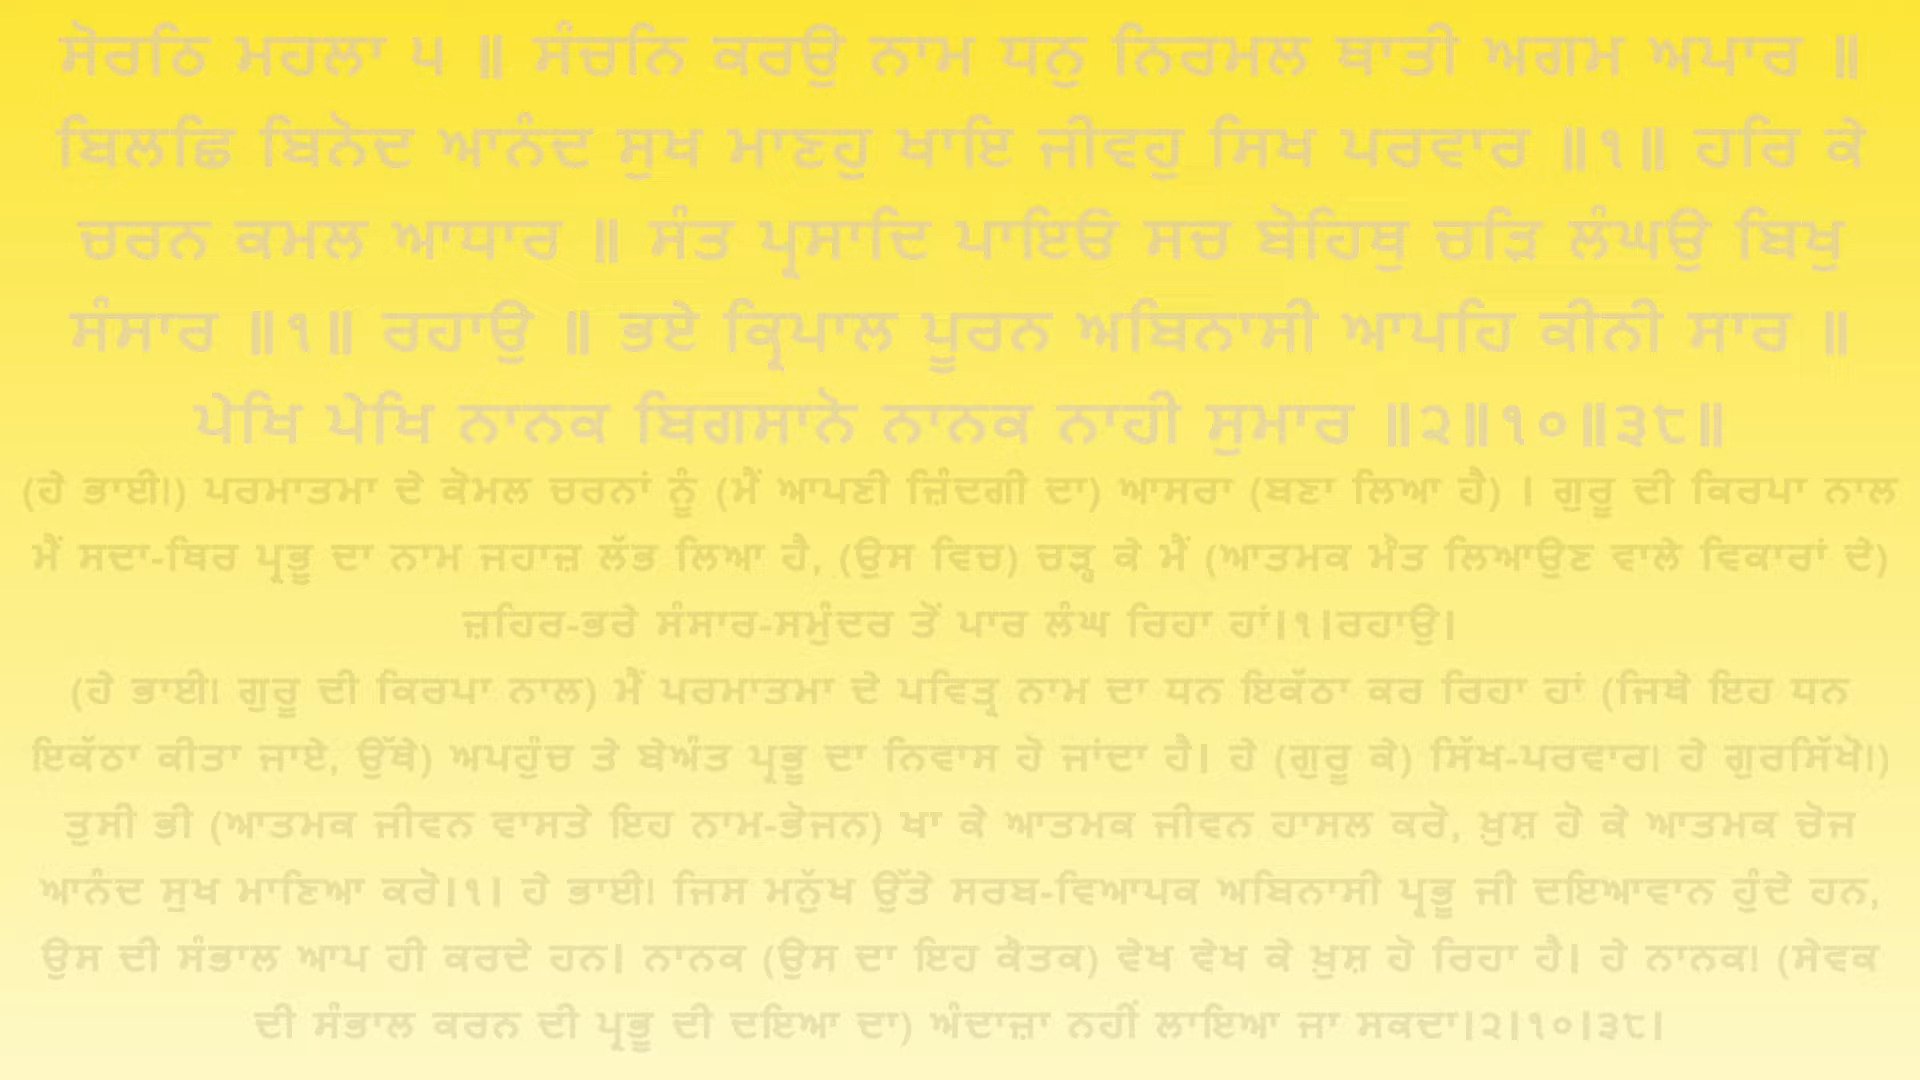 ਸੋਰਠਿ ਮਹਲਾ ੫ ॥ ਸੰਚਨਿ ਕਰਉ ਨਾਮ ਧਨੁ ਨਿਰਮਲ ਥਾਤੀ ਅਗਮ ਅਪਾਰ ॥
ਬਿਲਛਿ ਬਿਨੋਦ ਆਨੰਦ ਸੁਖ ਮਾਣਹੁ ਖਾਇ ਜੀਵਹੁ ਸਿਖ ਪਰਵਾਰ ॥੧॥ ਹਰਿ ਕੇ
ਚਰਨ ਕਮਲ ਆਧਾਰ ॥ ਸੰਤ ਪ੍ਰਸਾਦਿ ਪਾਇਓ ਸਚ ਬੋਹਿਥੁ ਚੜਿ ਲੰਘਉ ਬਿਖੁ
ਸੰਸਾਰ ॥੧॥ ਰਹਾਉ ॥ ਭਏ ਕ੍ਰਿਪਾਲ ਪੂਰਨ ਅਬਿਨਾਸੀ ਆਪਹਿ ਕੀਨੀ ਸਾਰ ॥
ਪੇਖਿ ਪੇਖਿ ਨਾਨਕ ਬਿਗਸਾਨੋ ਨਾਨਕ ਨਾਹੀ ਸੁਮਾਰ ॥੨॥੧੦॥੩੮॥
(ਹੇ ਭਾਈ!) ਪਰਮਾਤਮਾ ਦੇ ਕੋਮਲ ਚਰਨਾਂ ਨੂੰ (ਮੈਂ ਆਪਣੀ ਜ਼ਿੰਦਗੀ ਦਾ) ਆਸਰਾ (ਬਣਾ ਲਿਆ ਹੈ) । ਗੁਰੂ ਦੀ ਕਿਰਪਾ ਨਾਲ
ਮੈਂ ਸਦਾ-ਥਿਰ ਪ੍ਰਭੂ ਦਾ ਨਾਮ ਜਹਾਜ਼ ਲੱਭ ਲਿਆ ਹੈ, (ਉਸ ਵਿਚ) ਚੜ੍ਹ ਕੇ ਮੈਂ (ਆਤਮਕ ਮੌਤ ਲਿਆਉਣ ਵਾਲੇ ਵਿਕਾਰਾਂ ਦੇ)
ਜ਼ਹਿਰ-ਭਰੇ ਸੰਸਾਰ-ਸਮੁੰਦਰ ਤੋਂ ਪਾਰ ਲੰਘ ਰਿਹਾ ਹਾਂ।੧।ਰਹਾਉ।
(ਹੇ ਭਾਈ! ਗੁਰੂ ਦੀ ਕਿਰਪਾ ਨਾਲ) ਮੈਂ ਪਰਮਾਤਮਾ ਦੇ ਪਵਿਤ੍ਰ ਨਾਮ ਦਾ ਧਨ ਇਕੱਠਾ ਕਰ ਰਿਹਾ ਹਾਂ (ਜਿਥੇ ਇਹ ਧਨ
ਇਕੱਠਾ ਕੀਤਾ ਜਾਏ, ਉੱਥੇ) ਅਪਹੁੰਚ ਤੇ ਬੇਅੰਤ ਪ੍ਰਭੂ ਦਾ ਨਿਵਾਸ ਹੋ ਜਾਂਦਾ ਹੈ। ਹੇ (ਗੁਰੂ ਕੇ) ਸਿੱਖ-ਪਰਵਾਰ! ਹੇ ਗੁਰਸਿੱਖੋ!)
ਤੁਸੀ ਭੀ (ਆਤਮਕ ਜੀਵਨ ਵਾਸਤੇ ਇਹ ਨਾਮ-ਭੋਜਨ) ਖਾ ਕੇ ਆਤਮਕ ਜੀਵਨ ਹਾਸਲ ਕਰੋ, ਖ਼ੁਸ਼ ਹੋ ਕੇ ਆਤਮਕ ਚੋਜ
ਆਨੰਦ ਸੁਖ ਮਾਣਿਆ ਕਰੋ।੧। ਹੇ ਭਾਈ! ਜਿਸ ਮਨੁੱਖ ਉੱਤੇ ਸਰਬ-ਵਿਆਪਕ ਅਬਿਨਾਸੀ ਪ੍ਰਭੂ ਜੀ ਦਇਆਵਾਨ ਹੁੰਦੇ ਹਨ,
ਉਸ ਦੀ ਸੰਭਾਲ ਆਪ ਹੀ ਕਰਦੇ ਹਨ। ਨਾਨਕ (ਉਸ ਦਾ ਇਹ ਕੌਤਕ) ਵੇਖ ਵੇਖ ਕੇ ਖ਼ੁਸ਼ ਹੋ ਰਿਹਾ ਹੈ। ਹੇ ਨਾਨਕ! (ਸੇਵਕ
ਦੀ ਸੰਭਾਲ ਕਰਨ ਦੀ ਪ੍ਰਭੂ ਦੀ ਦਇਆ ਦਾ) ਅੰਦਾਜ਼ਾ ਨਹੀਂ ਲਾਇਆ ਜਾ ਸਕਦਾ।੨।੧੦।੩੮।